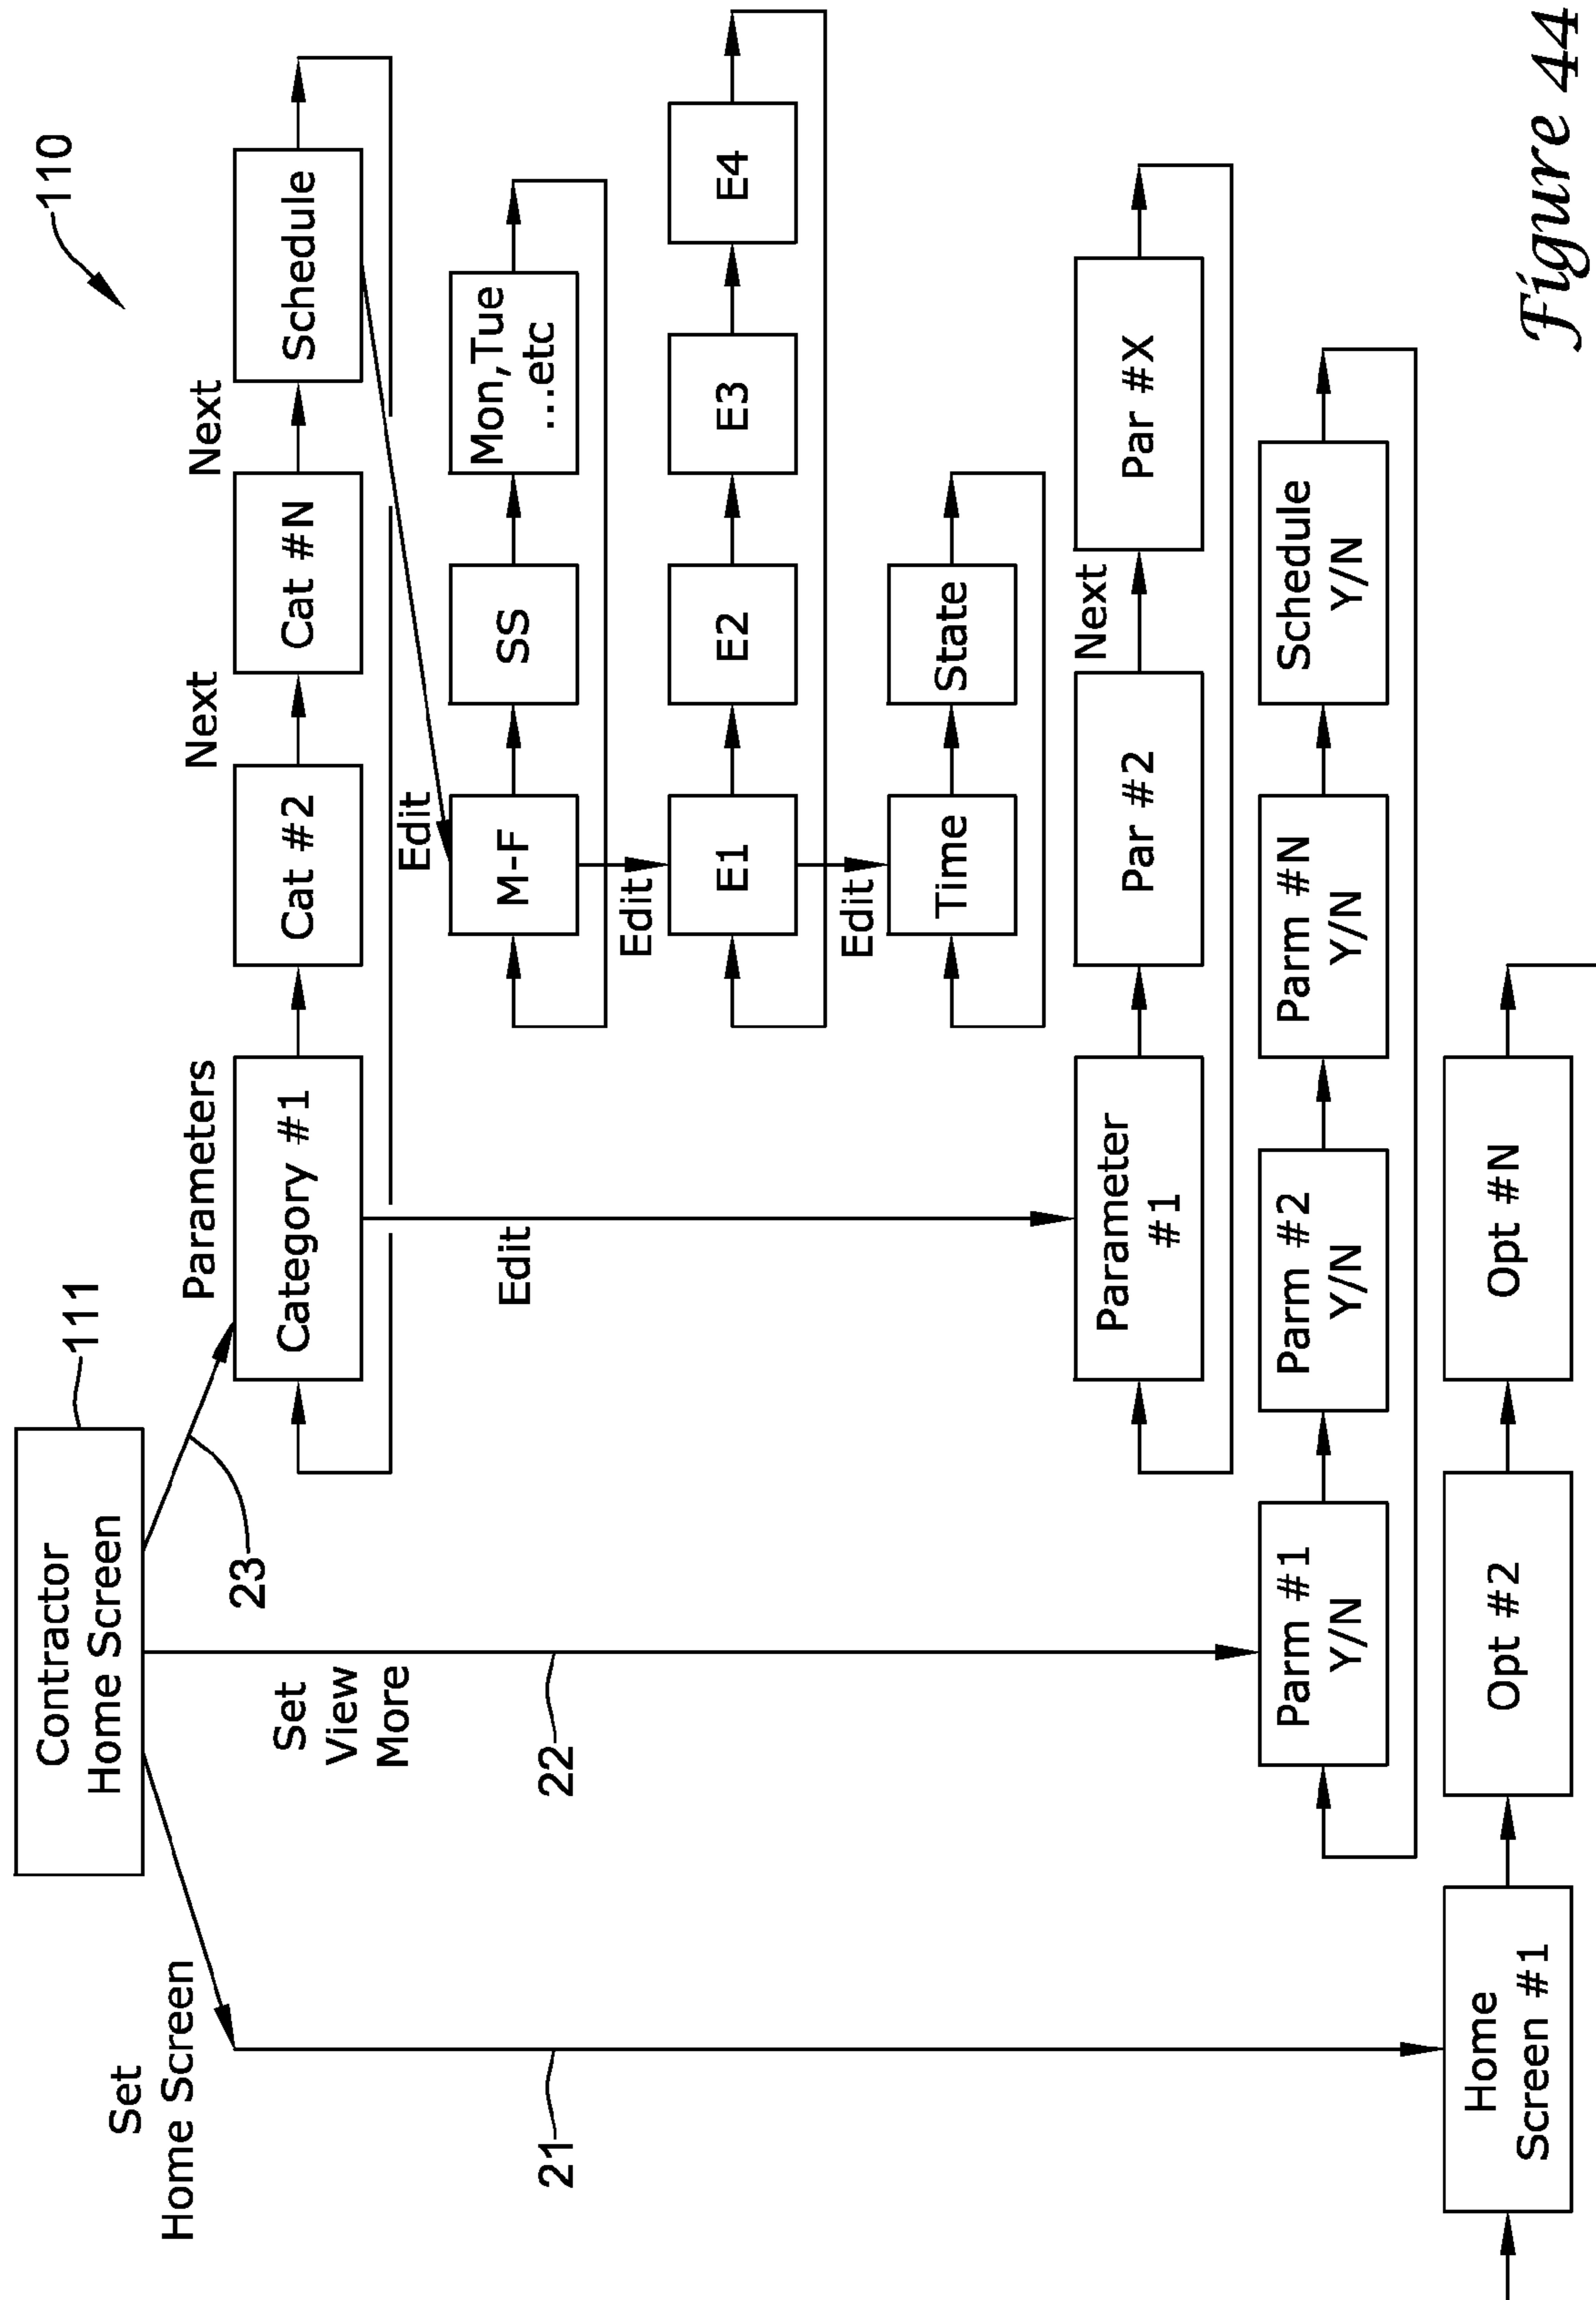 110
Contractor
Home Screen
111
Set
Home Screen
21
Set
View
More
22
23
Parameters
Category #1
Cat #2
Next
Cat #N
Next
Schedule
Edit
M-F
SS
Mon,Tue
...etc
Edit
E1
E2
E3
E4
Edit
Time
State
Edit
Parameter
#1
Par #2
Next
Par #X
Parm #1
Y/N
Parm #2
Y/N
Parm #N
Y/N
Schedule
Y/N
Home
Screen #1
Opt #2
Opt #N
Figure 44